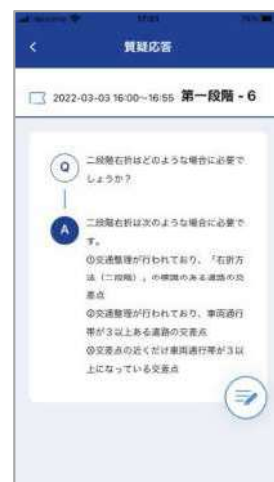 docomo
17:21
質疑応答
2022-03-03 16:00~16:55 第一段階 - 6
Q
二段階右折はどのような場合に必要で
しょうか?
A
二段階右折は次のような場合に必要で
す。
①交通整理が行われており、「右折方
法(二段階)」の標識のある道路の交
差点
②交通整理が行われており、車両通行
帯が3以上ある道路の交差点
③交差点の近くだけ車両通行帯が3以
上になっている交差点